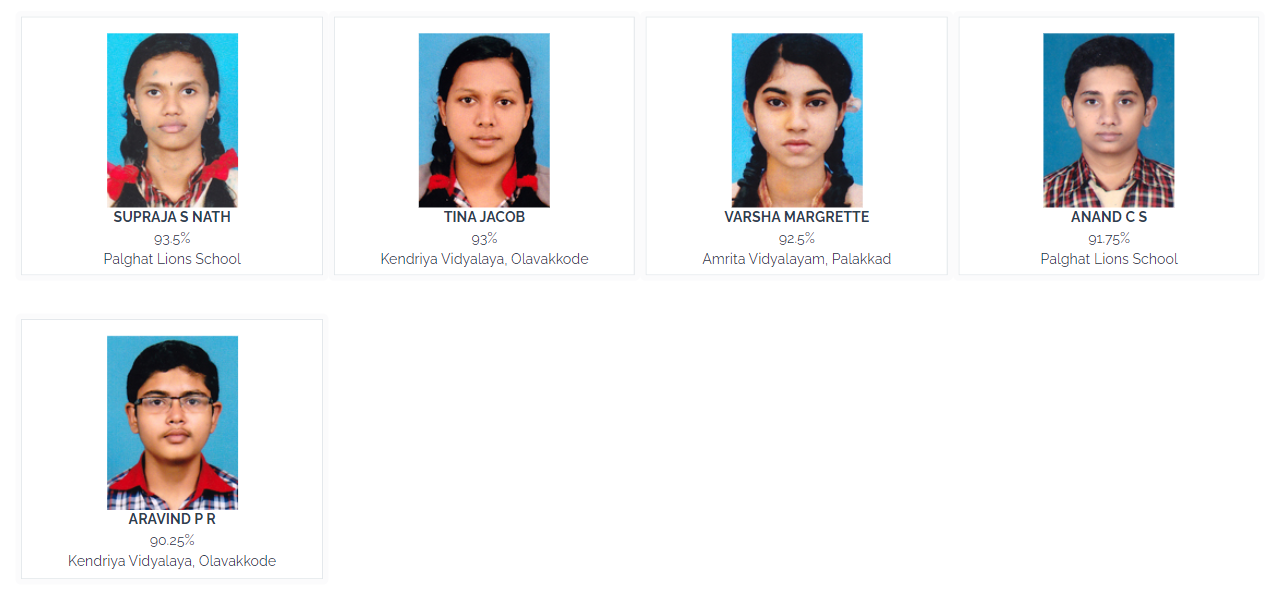 SUPRAJA S NATH
93.5%
Palghat Lions School
TINA JACOB
93%
Kendriya Vidyalaya, Olavakkode
VARSHA MARGRETTE
92.5%
Amrita Vidyalayam, Palakkad
ANAND C S
91.75%
Palghat Lions School
ARAVIND P R
90.25%
Kendriya Vidyalaya, Olavakkode